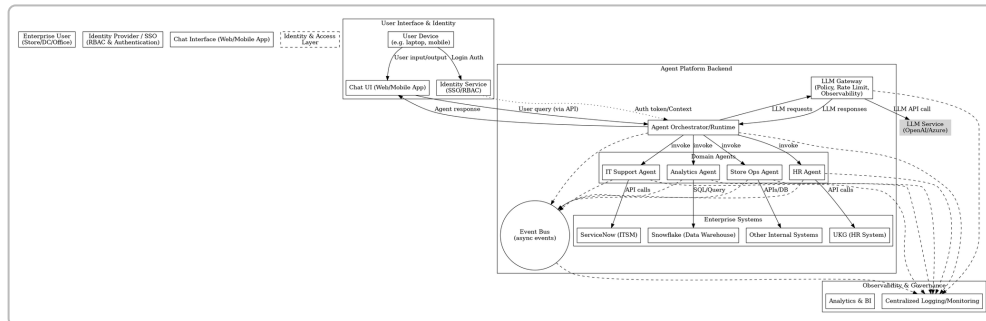 Enterprise User
(Store/DC/Office)
Identity Provider / SSO
(RBAC & Authentication)
Chat Interface (Web/Mobile App)
Identity & Access
Layer
User Interface & Identity
User Device
(e.g. laptop, mobile)
User input/output
Login Auth
Chat UI (Web/Mobile App)
Identity Service
(SSO/RBAC)
Agent Platform Backend
LLM Gateway
(Policy, Rate Limit,
Observability)
User query (via API)
Agent response
Auth token/Context
LLM requests
LLM responses
LLM API call
LLM Service
(OpenAI/Azure)
Agent Orchestrator/Runtime
invoke
invoke
invoke
invoke
Domain Agents
IT Support Agent
Analytics Agent
Store Ops Agent
HR Agent
API calls
SQL/Query
APIs/DB
API calls
Event Bus
(async events)
Enterprise Systems
ServiceNow (ITSM)
Snowflake (Data Warehouse)
Other Internal Systems
UKG (HR System)
Observability & Governance
Analytics & BI
Centralized Logging/Monitoring